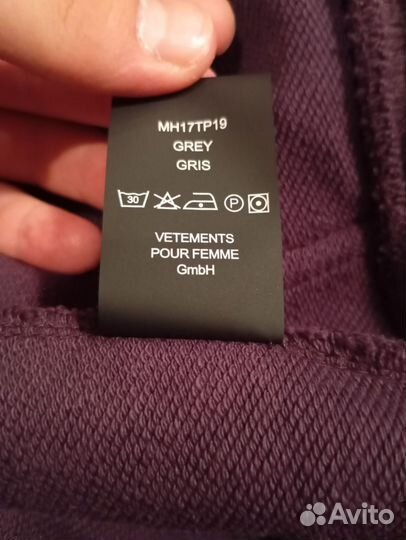 MH17TP19
GREY
GRIS
30 P
VETEMENTS
POUR FEMME
GmbH
Avito